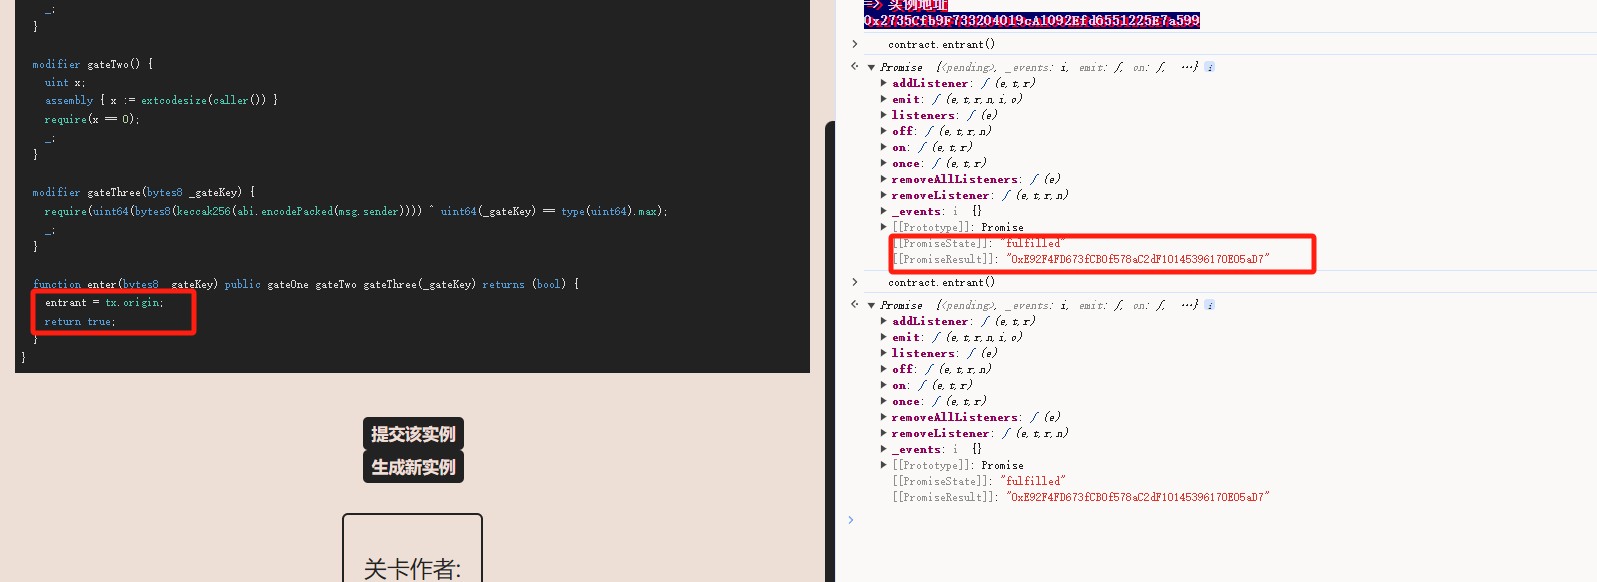 _;
}
modifier gateTwo() {
uint x;
assembly { x := extcodesize(caller()) }
require(x == 0);
_;
}
modifier gateThree(bytes8 _gateKey) {
require(uint64(bytes8(keccak256(abi.encodePacked(msg.sender)))) ^ uint64(_gateKey) == type(uint64).max);
_;
}
function enter(bytes8 _gateKey) public gateOne gateTwo gateThree(_gateKey) returns (bool) {
entrant = tx.origin;
return true;
}
}
提交该实例
生成新实例
关卡作者:
=> 实例地址
0x2735Cfb9F733204019cA1092Efd6551225E7a599
> contract.entrant()
Promise {<pending>, _events: i, emit: ƒ, on: ƒ, …}
addListener: ƒ (e,t,r)
emit: ƒ (e,t,r,n,i,o)
listeners: ƒ (e)
off: ƒ (e,t,r,n)
on: ƒ (e,t,r)
once: ƒ (e,t,r)
removeAllListeners: ƒ (e)
removeListener: ƒ (e,t,r,n)
_events: i {}
[[Prototype]]: Promise
[[PromiseState]]: "fulfilled"
[[PromiseResult]]: "0xE92F4FD673fCB0f578aC2dF10145396170E05aD7"
> contract.entrant()
Promise {<pending>, _events: i, emit: ƒ, on: ƒ, …}
addListener: ƒ (e,t,r)
emit: ƒ (e,t,r,n,i,o)
listeners: ƒ (e)
off: ƒ (e,t,r,n)
on: ƒ (e,t,r)
once: ƒ (e,t,r)
removeAllListeners: ƒ (e)
removeListener: ƒ (e,t,r,n)
_events: i {}
[[Prototype]]: Promise
[[PromiseState]]: "fulfilled"
[[PromiseResult]]: "0xE92F4FD673fCB0f578aC2dF10145396170E05aD7"
>